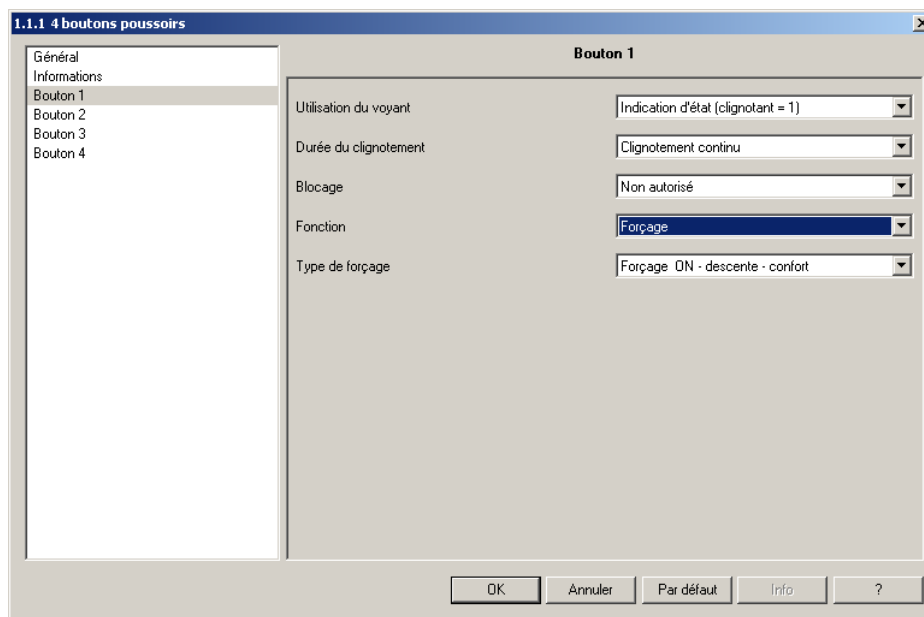 1.1.1 4 boutons poussoirs
Général
Informations
Bouton 1
Bouton 2
Bouton 3
Bouton 4
Bouton 1
Utilisation du voyant
Indication d'état (clignotant = 1)
Durée du clignotement
Clignotement continu
Blocage
Non autorisé
Fonction
Forçage
Type de forçage
Forçage ON - descente - confort
OK
Annuler
Par défaut
Info
?